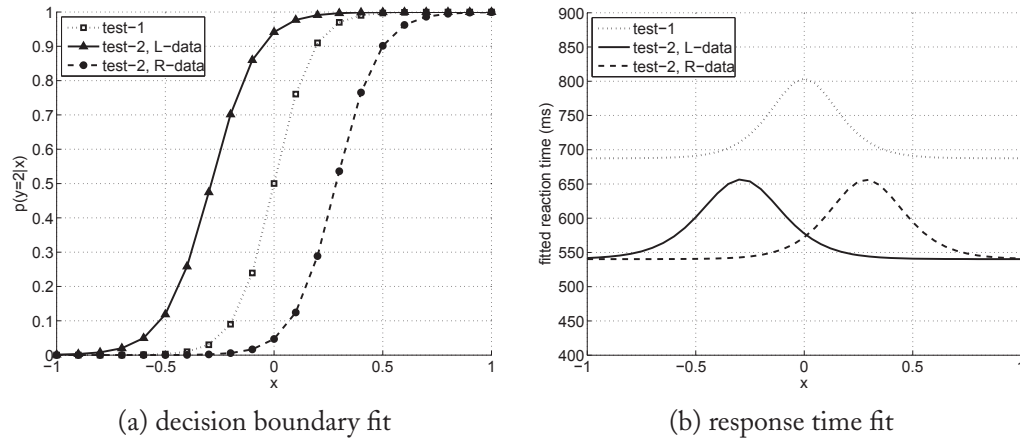 test−1
test−2, L−data
test−2, R−data
p(y=2|x)
1
0.9
0.8
0.7
0.6
0.5
0.4
0.3
0.2
0.1
0
−1
−0.5
0
0.5
1
x
(a) decision boundary fit
test−1
test−2, L−data
test−2, R−data
fitted reaction time (ms)
900
850
800
750
700
650
600
550
500
450
400
−1
−0.5
0
0.5
1
x
(b) response time fit